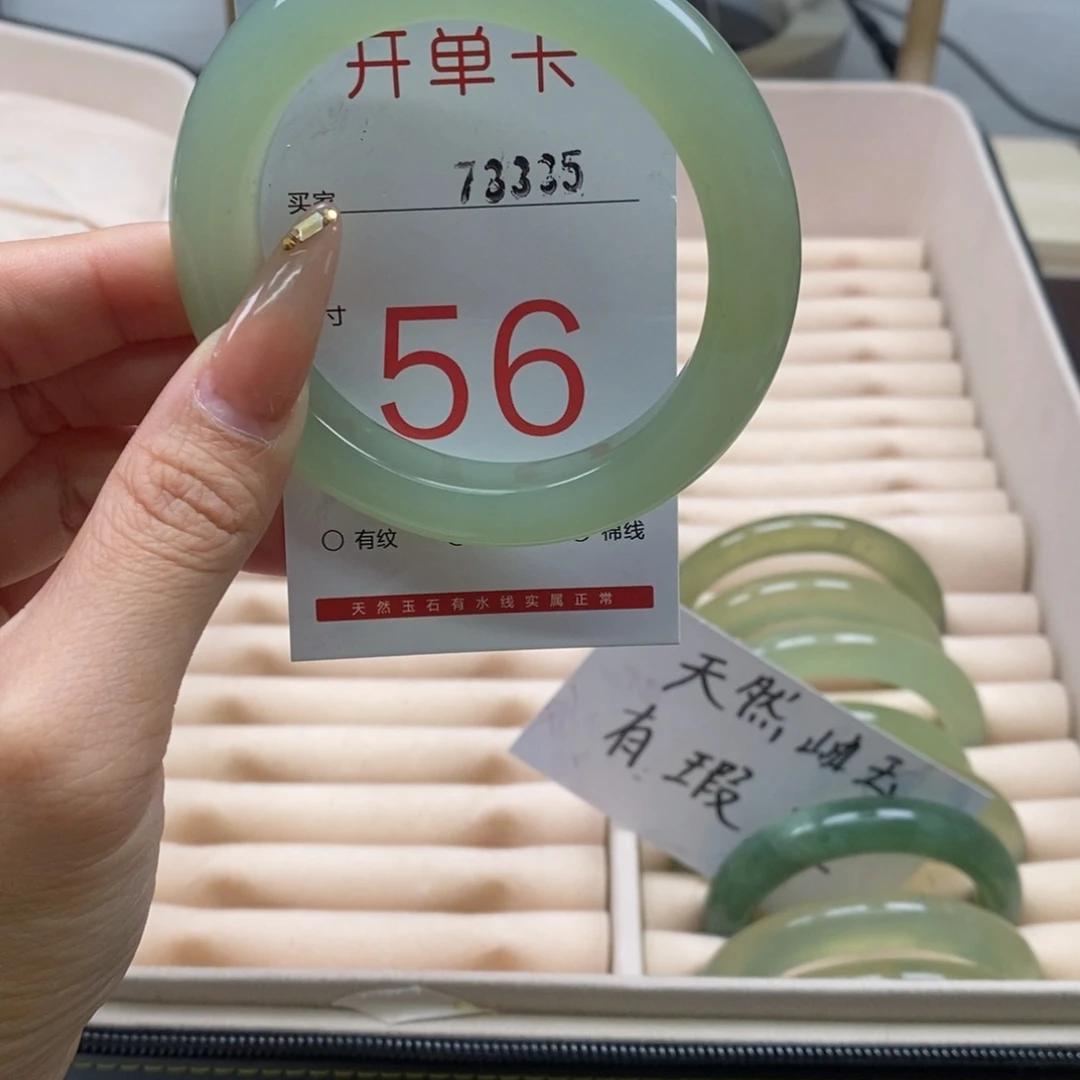 开单卡
买家 73335
寸 56
有纹 棉线
天然玉石有水线实属正常
天然岫玉
有瑕